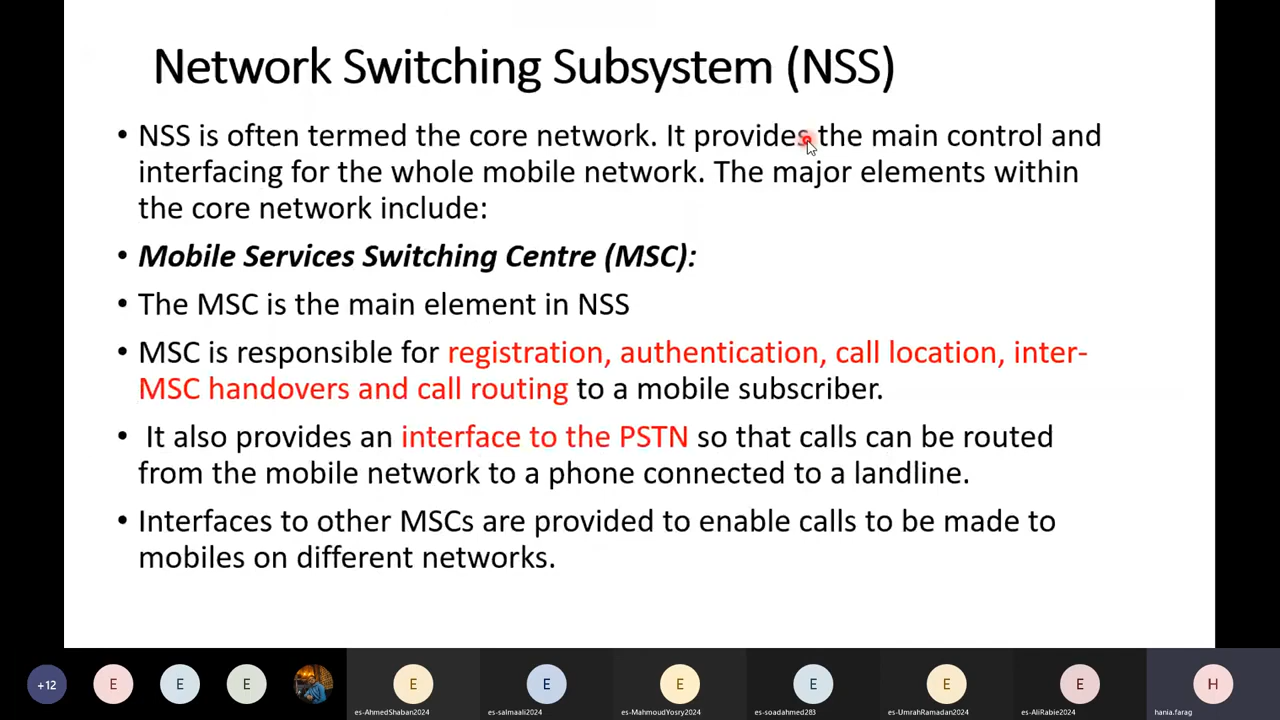 Network Switching Subsystem (NSS)
• NSS is often termed the core network. It provides the main control and
interfacing for the whole mobile network. The major elements within
the core network include:
• Mobile Services Switching Centre (MSC):
• The MSC is the main element in NSS
• MSC is responsible for registration, authentication, call location, inter-
MSC handovers and call routing to a mobile subscriber.
• It also provides an interface to the PSTN so that calls can be routed
from the mobile network to a phone connected to a landline.
• Interfaces to other MSCs are provided to enable calls to be made to
mobiles on different networks.
+12 E E E E E E E E E H
es-AhmedShaban2024 es-salmaali2024 es-MahmoudYosry2024 es-soadahmed283 es-UmrahRamadan2024 es-AliRabie2024 hania.farag